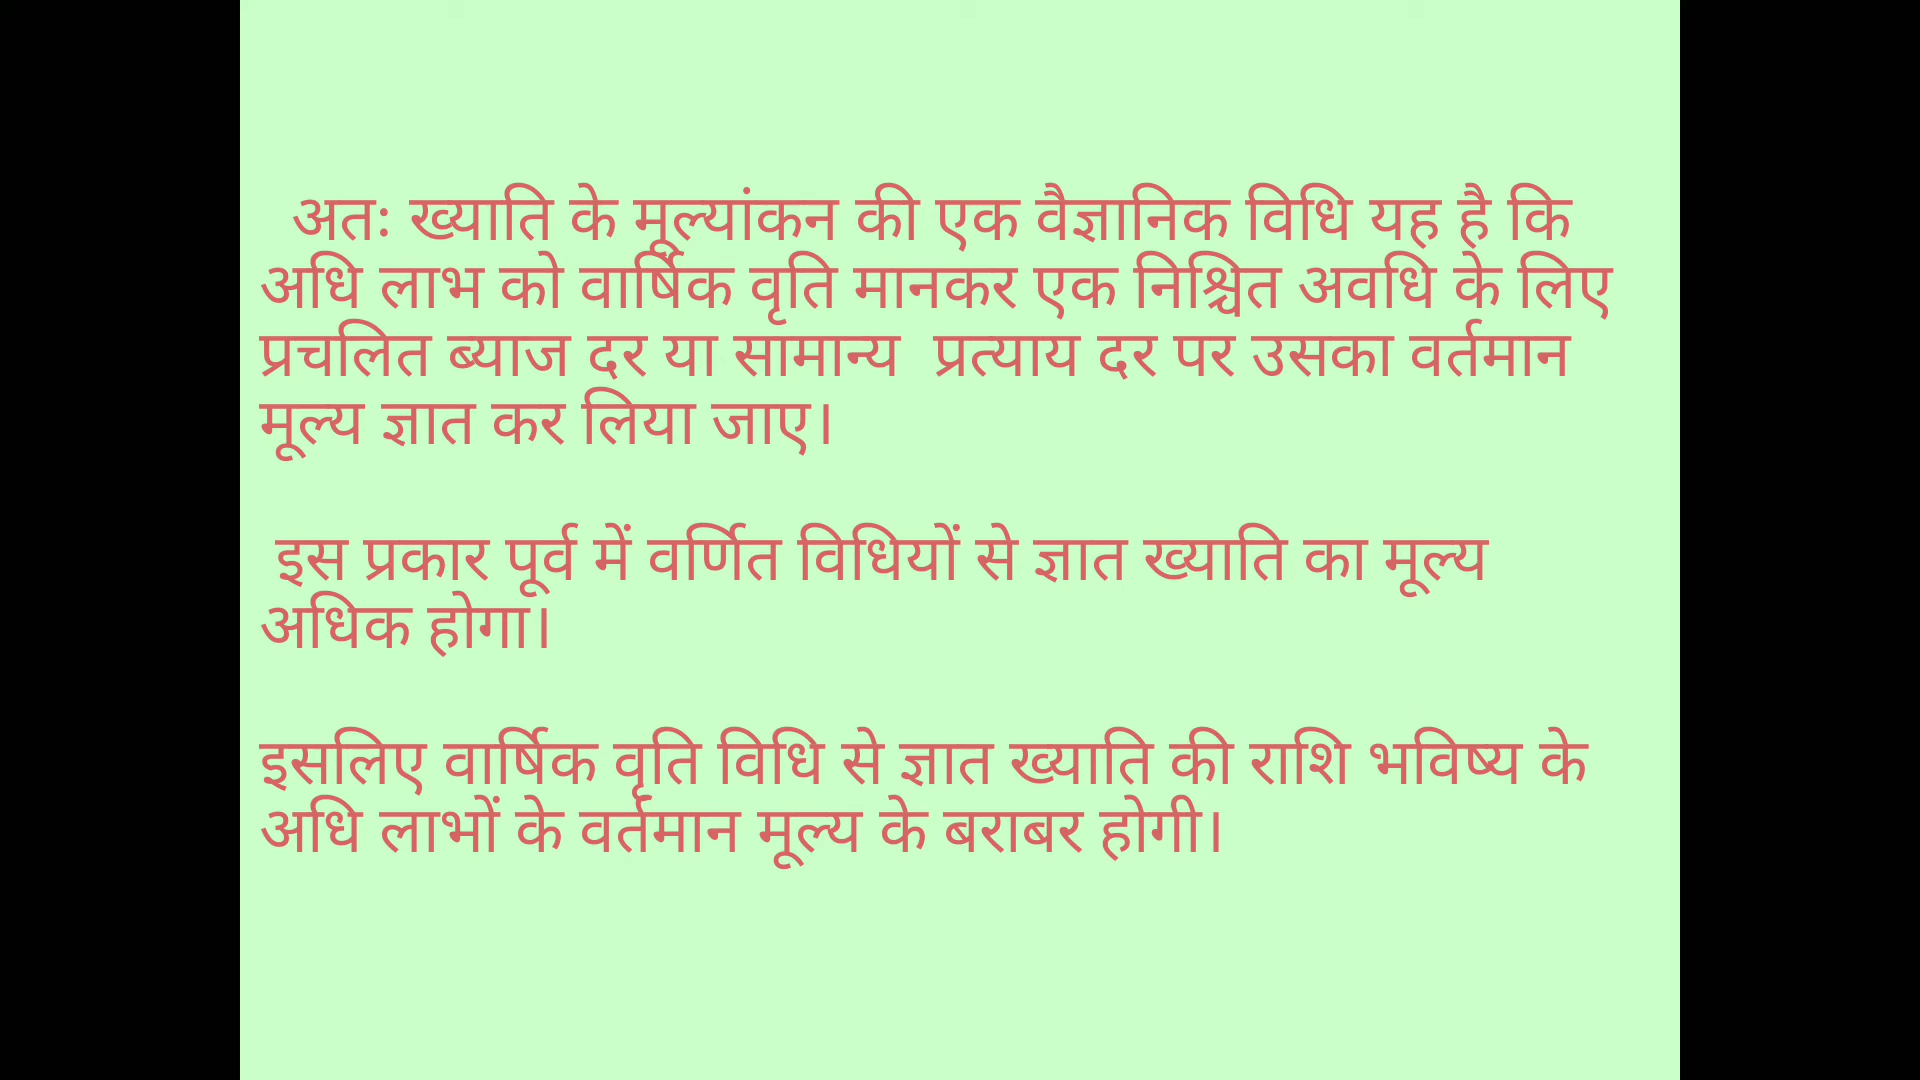 अतः ख्याति के मूल्यांकन की एक वैज्ञानिक विधि यह है कि
अधि लाभ को वार्षिक वृति मानकर एक निश्चित अवधि के लिए
प्रचलित ब्याज दर या सामान्य  प्रत्याय दर पर उसका वर्तमान
मूल्य ज्ञात कर लिया जाए।
इस प्रकार पूर्व में वर्णित विधियों से ज्ञात ख्याति का मूल्य
अधिक होगा।
इसलिए वार्षिक वृति विधि से ज्ञात ख्याति की राशि भविष्य के
अधि लाभों के वर्तमान मूल्य के बराबर होगी।